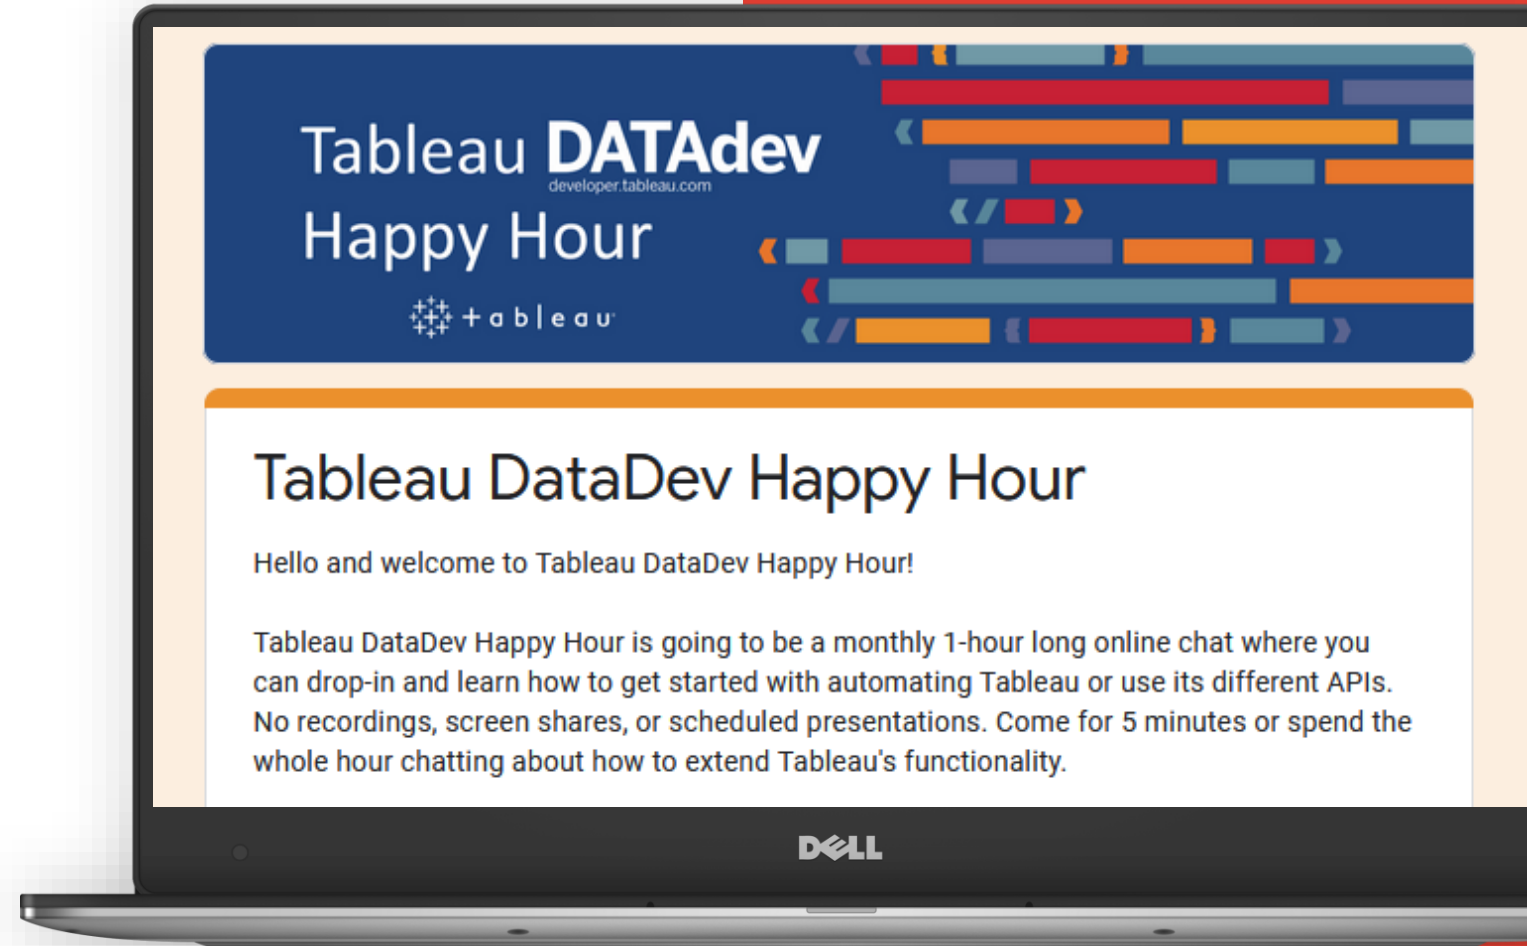 Tableau DATAdev
developer.tableau.com
Happy Hour
+ableau
Tableau DataDev Happy Hour
Hello and welcome to Tableau DataDev Happy Hour!
Tableau DataDev Happy Hour is going to be a monthly 1-hour long online chat where you
can drop-in and learn how to get started with automating Tableau or use its different APIs.
No recordings, screen shares, or scheduled presentations. Come for 5 minutes or spend the
whole hour chatting about how to extend Tableau's functionality.
DELL